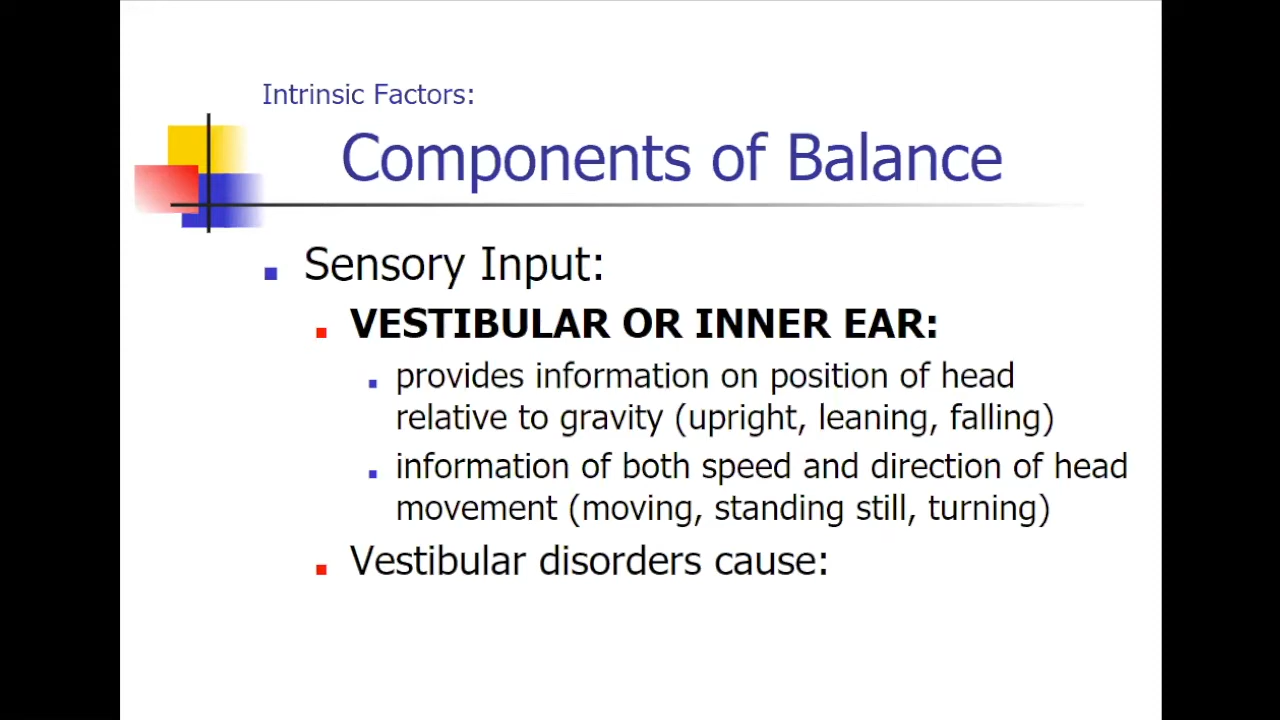 Intrinsic Factors:
Components of Balance
Sensory Input:
VESTIBULAR OR INNER EAR:
provides information on position of head
relative to gravity (upright, leaning, falling)
information of both speed and direction of head
movement (moving, standing still, turning)
Vestibular disorders cause: